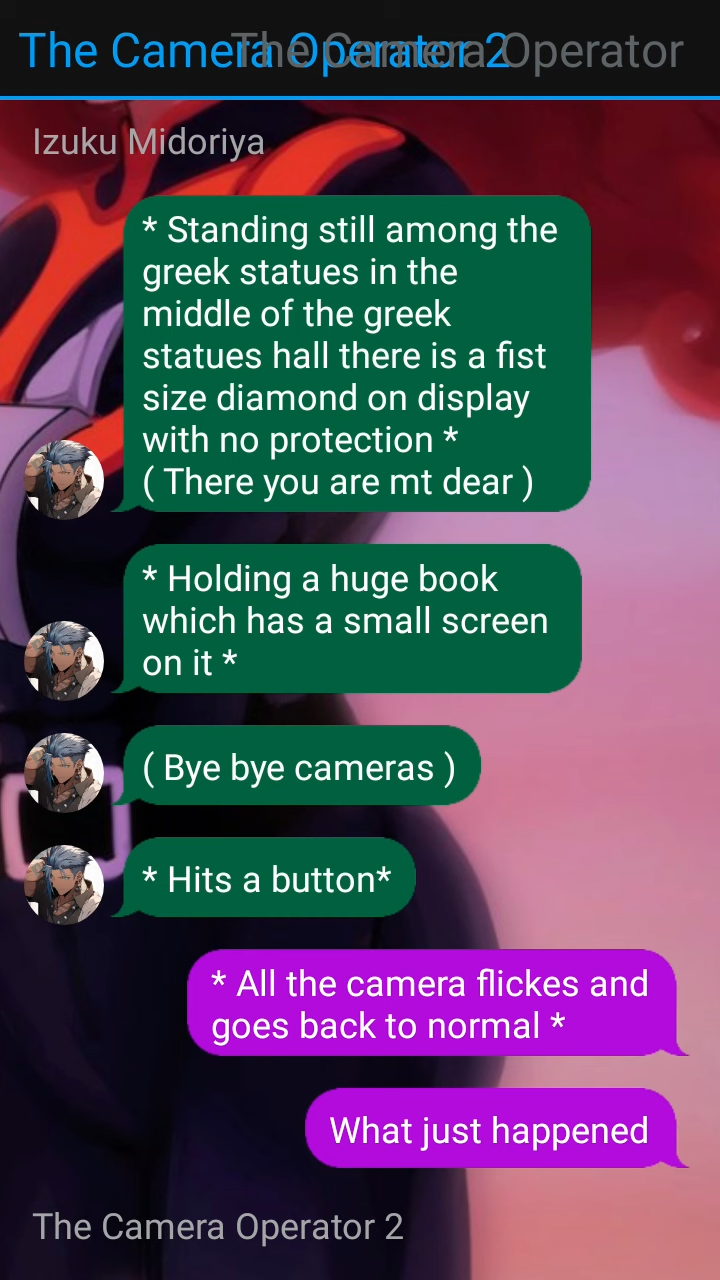 The Camera Operator 2
The Camera Operator
Izuku Midoriya
* Standing still among the
greek statues in the
middle of the greek
statues hall there is a fist
size diamond on display
with no protection *
( There you are mt dear )
* Holding a huge book
which has a small screen
on it *
( Bye bye cameras )
* Hits a button*
* All the camera flickes and
goes back to normal *
What just happened
The Camera Operator 2